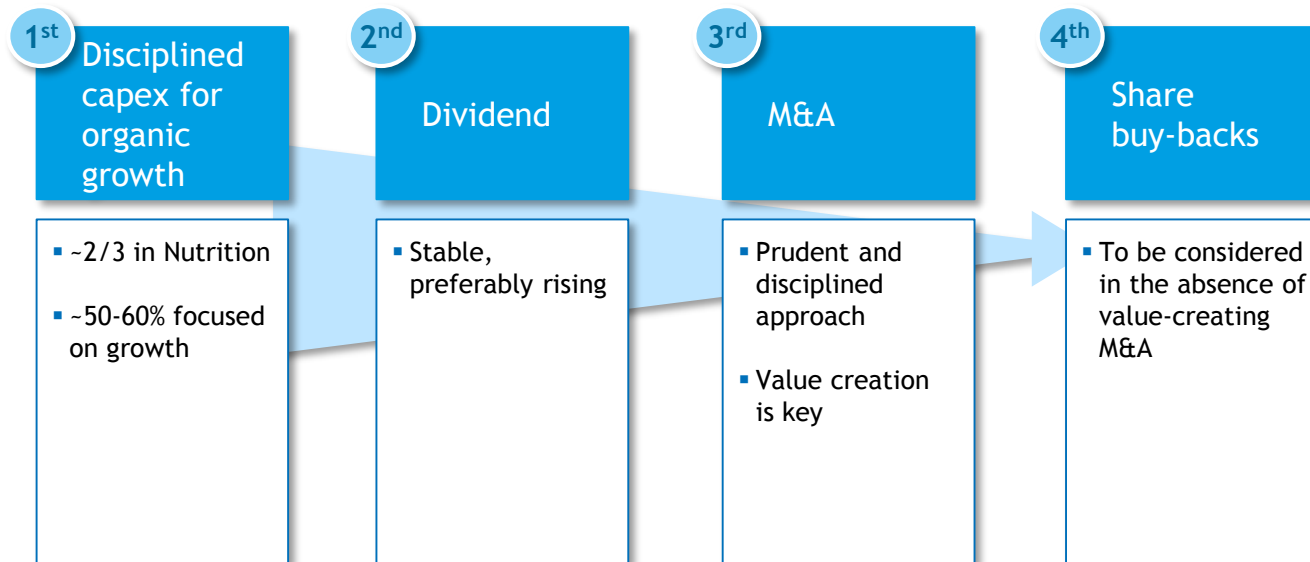 1st
Disciplined
capex for
organic
growth
▪ ~2/3 in Nutrition
▪ ~50-60% focused
on growth
2nd
Dividend
▪ Stable,
preferably rising
3rd
M&A
▪ Prudent and
disciplined
approach
▪ Value creation
is key
4th
Share
buy-backs
▪ To be considered
in the absence of
value-creating
M&A